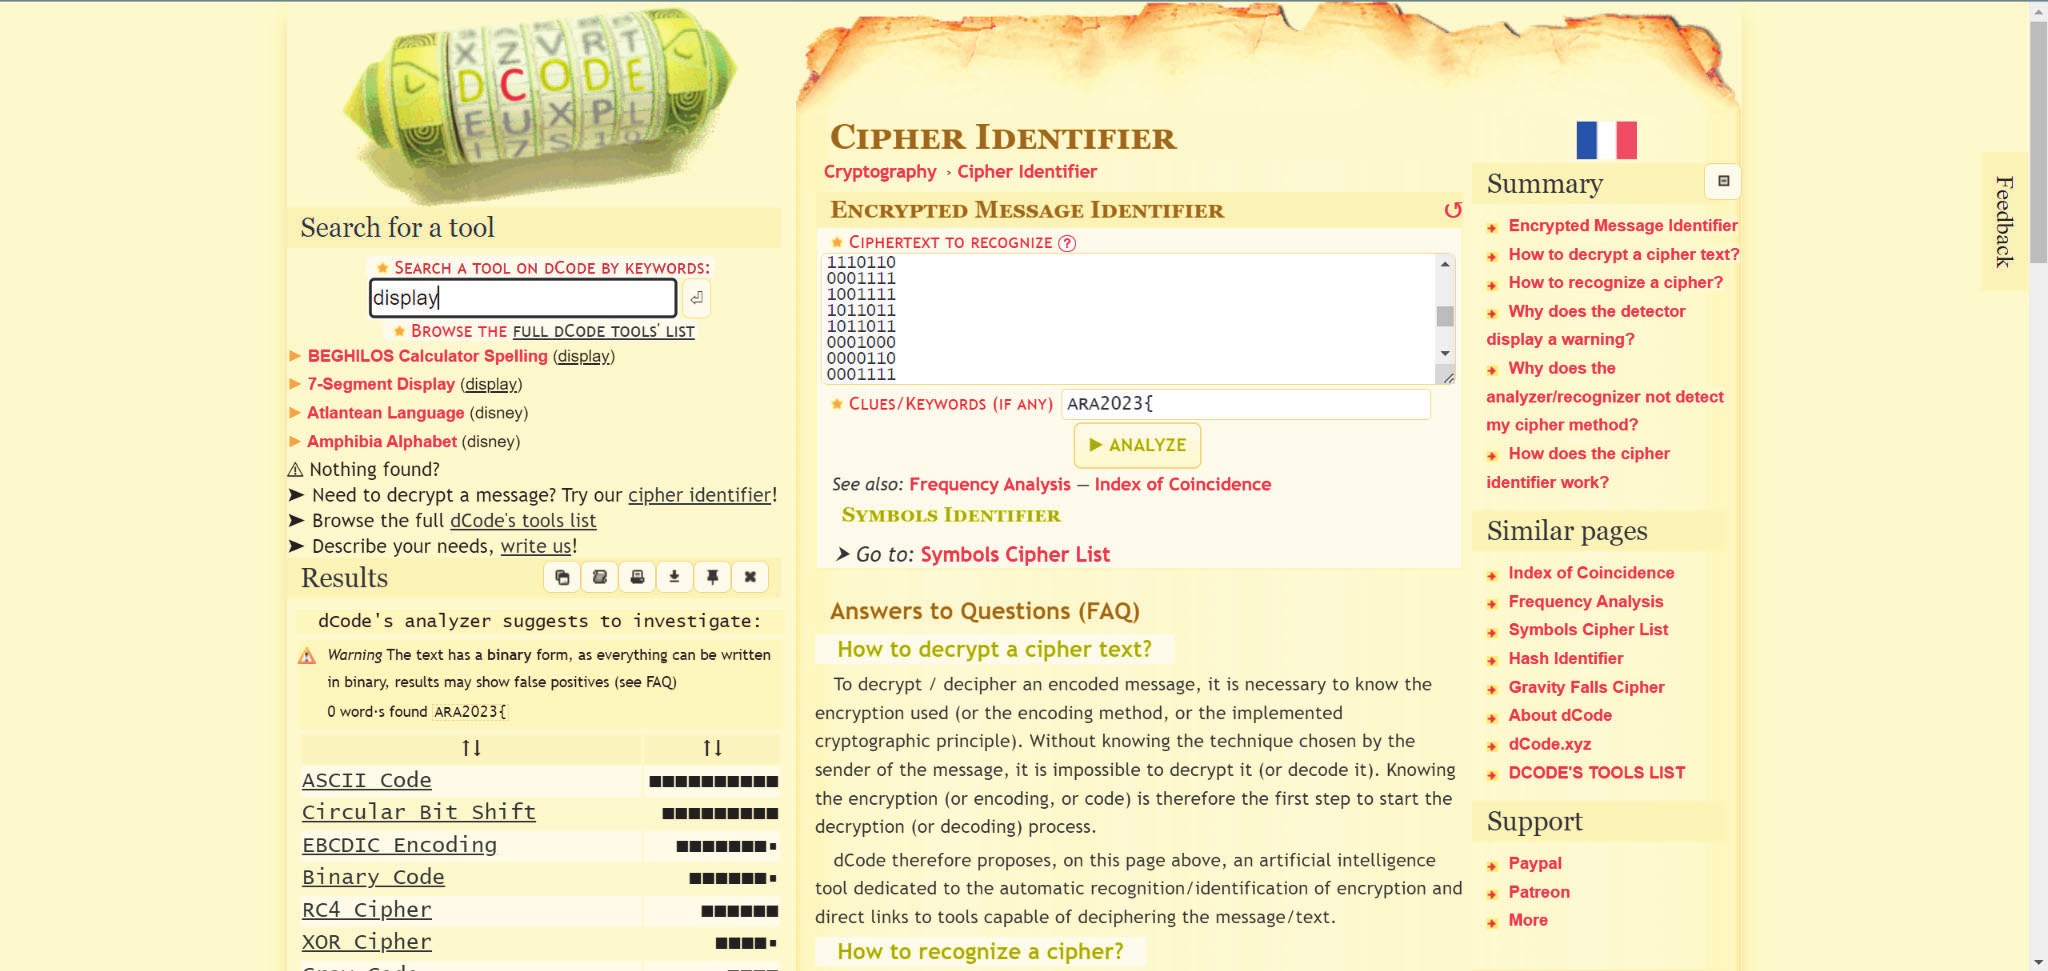 X Z V R T
D C O D E
E U X P L
Search for a tool
SEARCH A TOOL ON DCODE BY KEYWORDS:
display
BROWSE THE FULL DCODE TOOLS' LIST
BEGHILOS Calculator Spelling (display)
7-Segment Display (display)
Atlantean Language (disney)
Amphibia Alphabet (disney)
⚠ Nothing found?
➤ Need to decrypt a message? Try our cipher identifier!
➤ Browse the full dCode's tools list
➤ Describe your needs, write us!
Results
dCode's analyzer suggests to investigate:
Warning The text has a binary form, as everything can be written
in binary, results may show false positives (see FAQ)
0 word·s found ARA2023{
↑↓ ↑↓
ASCII Code ■■■■■■■■■■
Circular Bit Shift ■■■■■■■■■
EBCDIC Encoding ■■■■■■■▪
Binary Code ■■■■■■▪
RC4 Cipher ■■■■■■
XOR Cipher ■■■■▪
CIPHER IDENTIFIER
Cryptography › Cipher Identifier
ENCRYPTED MESSAGE IDENTIFIER
CIPHERTEXT TO RECOGNIZE ?
1110110
0001111
1001111
1011011
1011011
0001000
0000110
0001111
CLUES/KEYWORDS (IF ANY) ARA2023{
► ANALYZE
See also: Frequency Analysis — Index of Coincidence
SYMBOLS IDENTIFIER
➤ Go to: Symbols Cipher List
Answers to Questions (FAQ)
How to decrypt a cipher text?
To decrypt / decipher an encoded message, it is necessary to know the
encryption used (or the encoding method, or the implemented
cryptographic principle). Without knowing the technique chosen by the
sender of the message, it is impossible to decrypt it (or decode it). Knowing
the encryption (or encoding, or code) is therefore the first step to start the
decryption (or decoding) process.
dCode therefore proposes, on this page above, an artificial intelligence
tool dedicated to the automatic recognition/identification of encryption and
direct links to tools capable of deciphering the message/text.
How to recognize a cipher?
Summary
Encrypted Message Identifier
How to decrypt a cipher text?
How to recognize a cipher?
Why does the detector
display a warning?
Why does the
analyzer/recognizer not detect
my cipher method?
How does the cipher
identifier work?
Similar pages
Index of Coincidence
Frequency Analysis
Symbols Cipher List
Hash Identifier
Gravity Falls Cipher
About dCode
dCode.xyz
DCODE'S TOOLS LIST
Support
Paypal
Patreon
More
Feedback